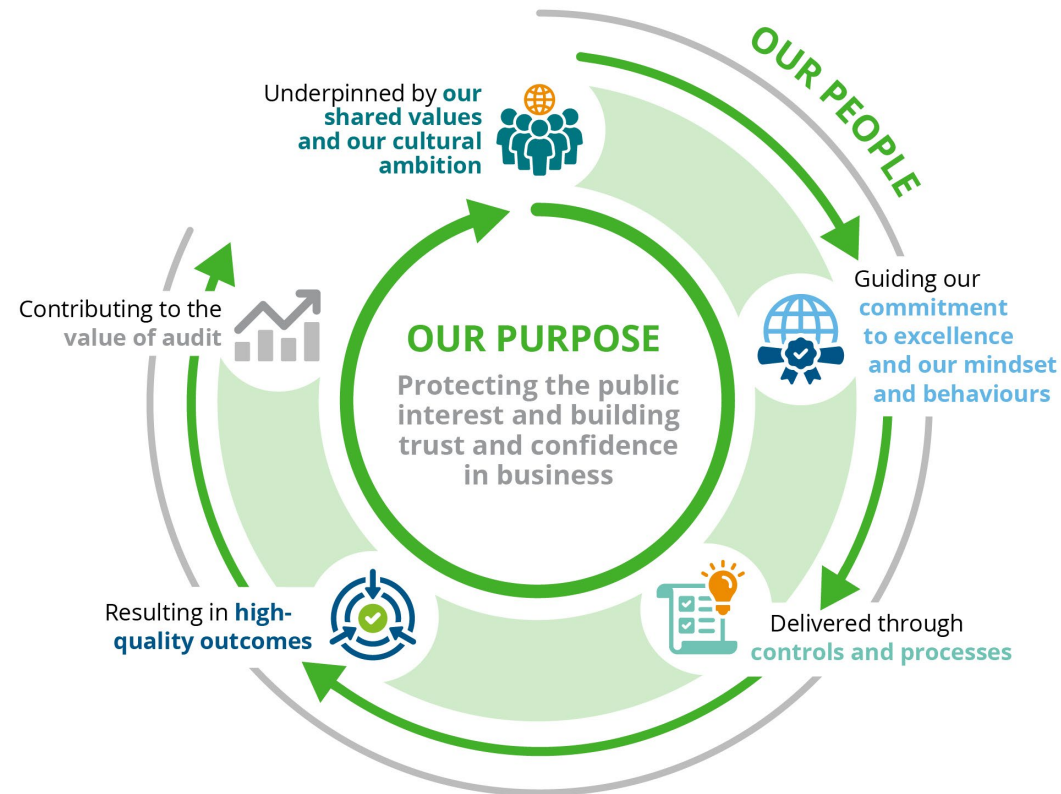 OUR PEOPLE
Underpinned by our
shared values
and our cultural
ambition
Guiding our
commitment
to excellence
and our mindset
and behaviours
Delivered through
controls and processes
Resulting in high-
quality outcomes
Contributing to the
value of audit
OUR PURPOSE
Protecting the public
interest and building
trust and confidence
in business